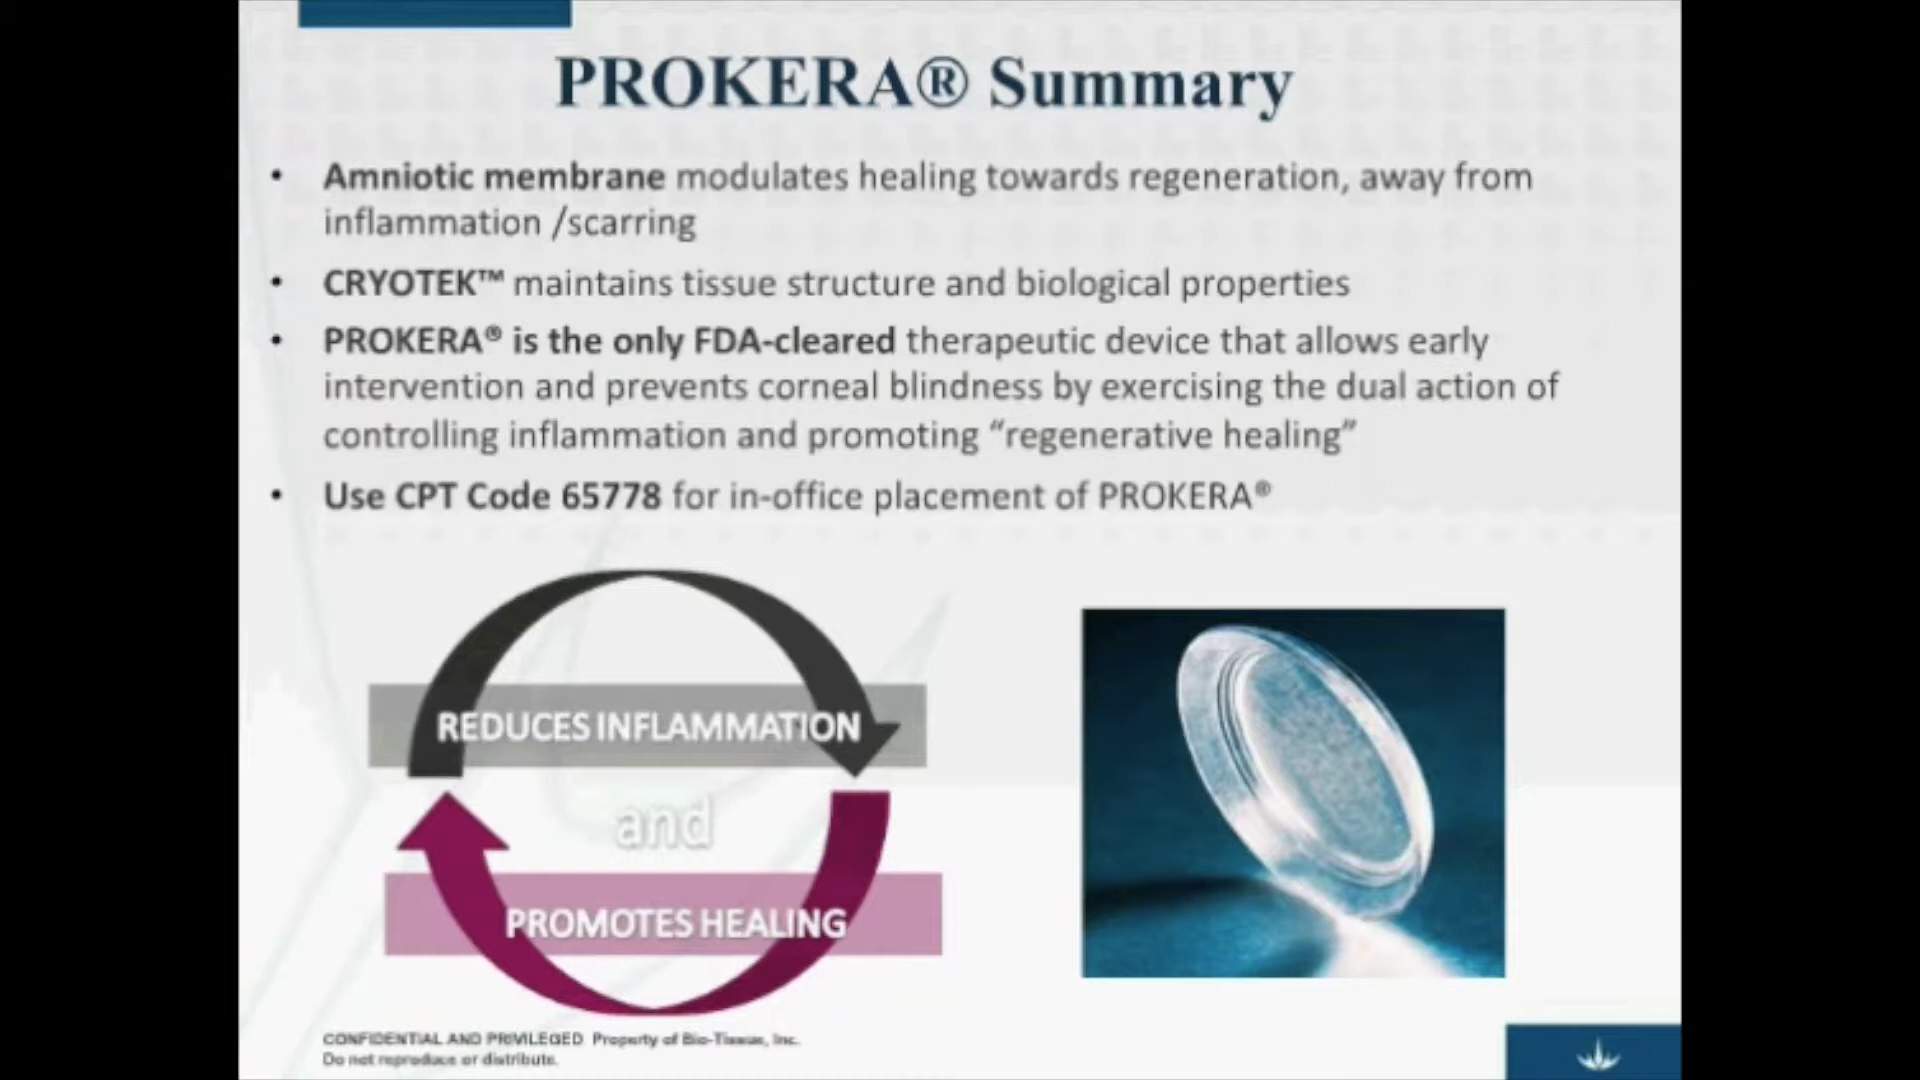 PROKERA® Summary
• Amniotic membrane modulates healing towards regeneration, away from
inflammation /scarring
• CRYOTEK™ maintains tissue structure and biological properties
• PROKERA® is the only FDA-cleared therapeutic device that allows early
intervention and prevents corneal blindness by exercising the dual action of
controlling inflammation and promoting “regenerative healing”
• Use CPT Code 65778 for in-office placement of PROKERA®
REDUCES INFLAMMATION
and
PROMOTES HEALING
CONFIDENTIAL AND PRIVILEGED Property of Bio-Tissue, Inc.
Do not reproduce or distribute.